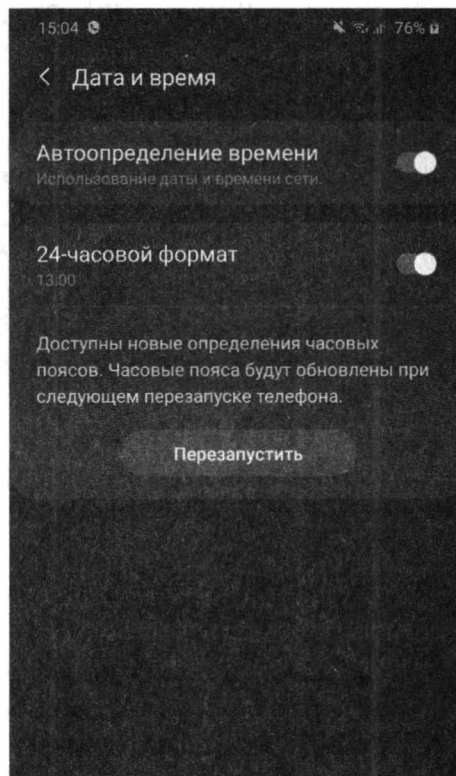 15:04 76%
Дата и время
Автоопределение времени
Использование даты и времени сети.
24-часовой формат
13:00
Доступны новые определения часовых
поясов. Часовые пояса будут обновлены при
следующем перезапуске телефона.
Перезапустить